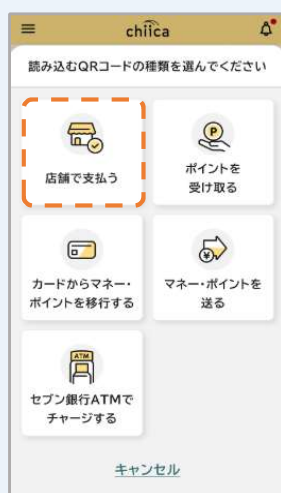 chiica
読み込むQRコードの種類を選んでください
店舗で支払う
P
ポイントを
受け取る
カードからマネー・
ポイントを移行する
¥
マネー・ポイントを
送る
ATM
セブン銀行ATMで
チャージする
キャンセル